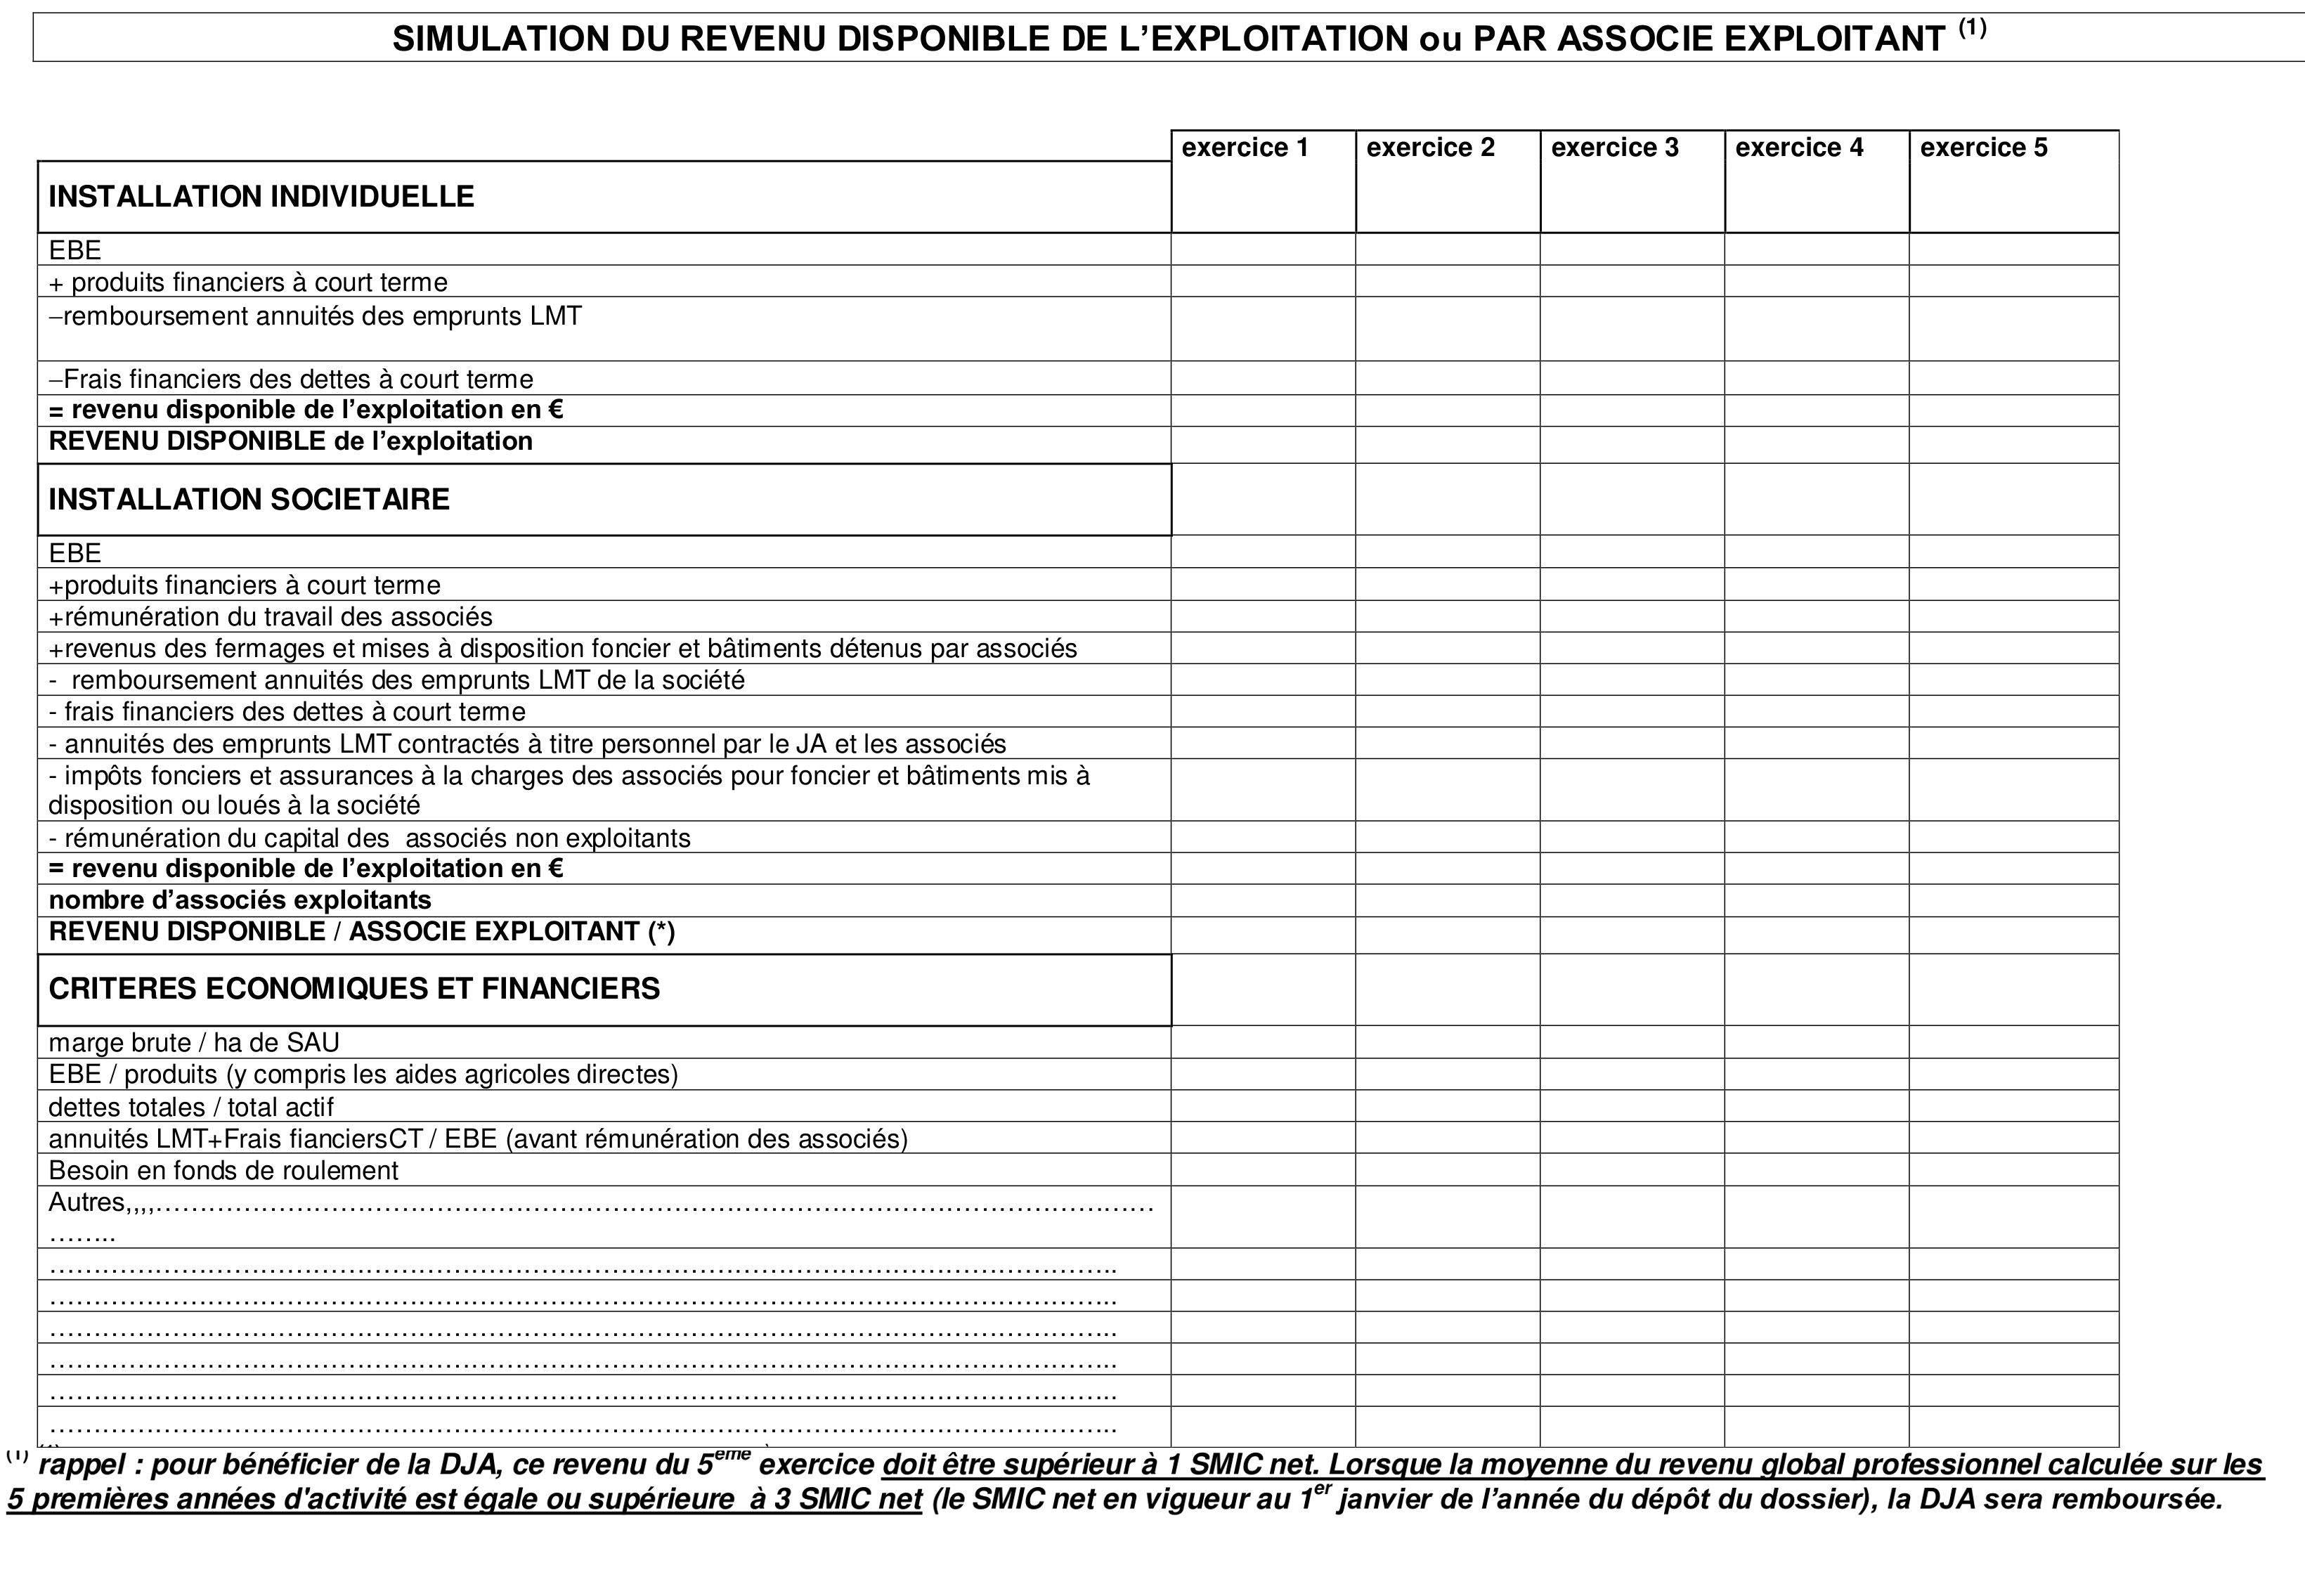 SIMULATION DU REVENU DISPONIBLE DE L’EXPLOITATION ou PAR ASSOCIE EXPLOITANT (1)
exercice 1 exercice 2 exercice 3 exercice 4 exercice 5
INSTALLATION INDIVIDUELLE
EBE
+ produits financiers à court terme
–remboursement annuités des emprunts LMT
–Frais financiers des dettes à court terme
= revenu disponible de l’exploitation en €
REVENU DISPONIBLE de l’exploitation
INSTALLATION SOCIETAIRE
EBE
+produits financiers à court terme
+rémunération du travail des associés
+revenus des fermages et mises à disposition foncier et bâtiments détenus par associés
- remboursement annuités des emprunts LMT de la société
- frais financiers des dettes à court terme
- annuités des emprunts LMT contractés à titre personnel par le JA et les associés
- impôts fonciers et assurances à la charges des associés pour foncier et bâtiments mis à
disposition ou loués à la société
- rémunération du capital des associés non exploitants
= revenu disponible de l’exploitation en €
nombre d’associés exploitants
REVENU DISPONIBLE / ASSOCIE EXPLOITANT (*)
CRITERES ECONOMIQUES ET FINANCIERS
marge brute / ha de SAU
EBE / produits (y compris les aides agricoles directes)
dettes totales / total actif
annuités LMT+Frais fianciersCT / EBE (avant rémunération des associés)
Besoin en fonds de roulement
Autres,,,,……………………………………………………………………………………………………
……..
…………………………………………………………………………………………………………..
…………………………………………………………………………………………………………...
…………………………………………………………………………………………………………...
…………………………………………………………………………………………………………...
…………………………………………………………………………………………………………...
…………………………………………………………………………………………………………...
(1) rappel : pour bénéficier de la DJA, ce revenu du 5ème exercice doit être supérieur à 1 SMIC net. Lorsque la moyenne du revenu global professionnel calculée sur les
5 premières années d'activité est égale ou supérieure à 3 SMIC net (le SMIC net en vigueur au 1er janvier de l’année du dépôt du dossier), la DJA sera remboursée.